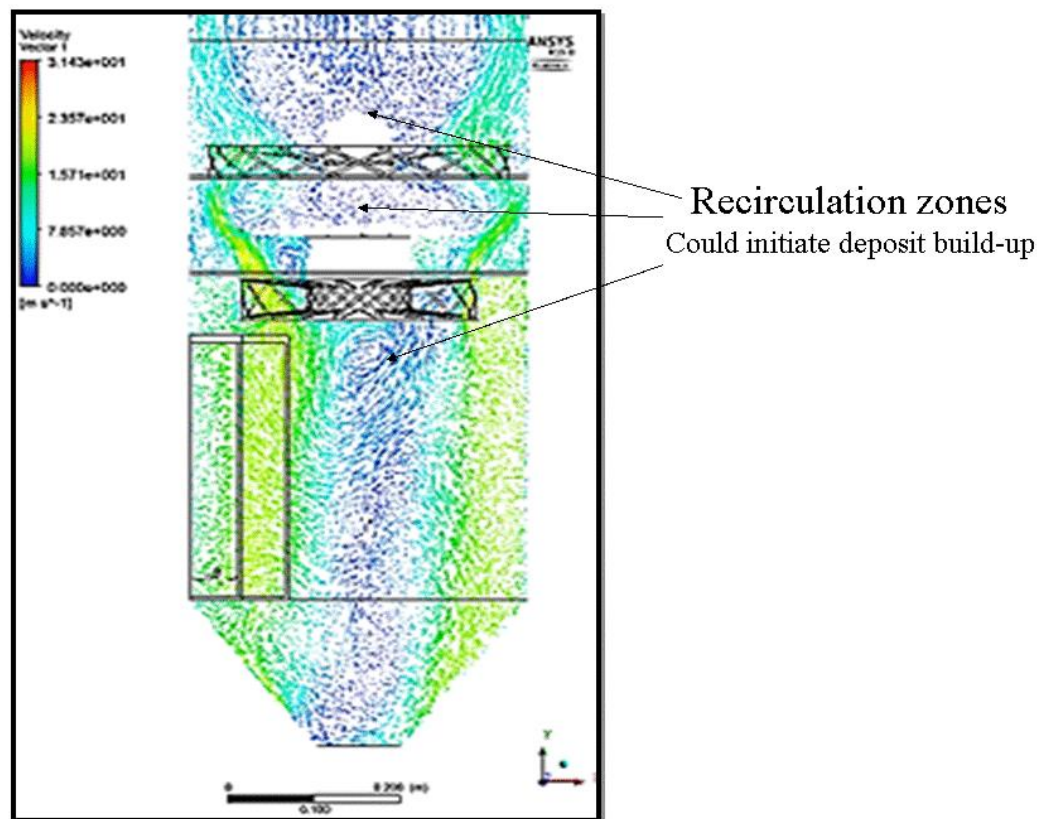 Velocity
Vector 1
ANSYS
3.143e+001
2.357e+001
1.571e+001
7.857e+000
0.000e+000
[m s^-1]
Recirculation zones
Could initiate deposit build-up
Y
0
0.200 (m)
0.100